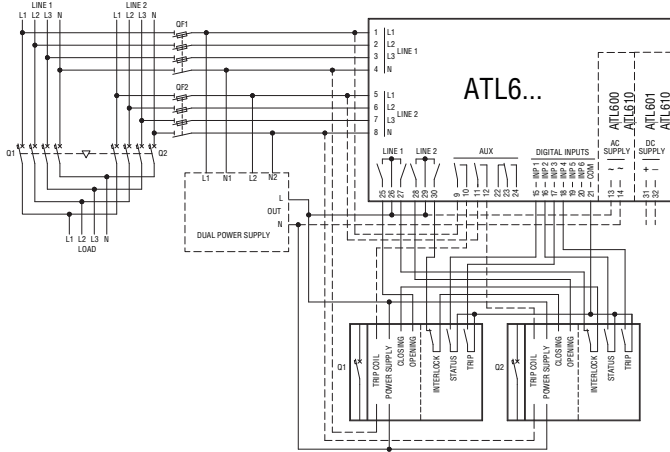 LINE 1
LINE 2
L1 L2 L3 N
L1 L2 L3 N
QF1
QF2
1 L1
2 L2
3 L3
4 N
LINE 1
5 L1
6 L2
7 L3
8 N
LINE 2
ATL6...
ATL600
ATL610
ATL601
ATL610
AC
SUPPLY
DC
SUPPLY
~ ~
+ −
Q1
Q2
LINE 1
LINE 2
AUX
DIGITAL INPUTS
INP 1
INP 2
INP 3
INP 4
INP 5
INP 6
COM
25
26
27
28
29
30
9
10
11
12
22
23
24
15
16
17
18
19
20
21
13
14
31
32
L1 N1 L2 N2
L
OUT
N
DUAL POWER SUPPLY
L1 L2 L3 N
LOAD
Q1
TRIP COIL
POWER SUPPLY
CLOSING
OPENING
INTERLOCK
STATUS
TRIP
Q2
TRIP COIL
POWER SUPPLY
CLOSING
OPENING
INTERLOCK
STATUS
TRIP